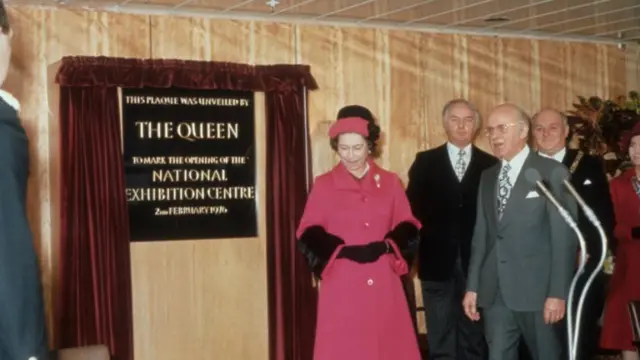 THIS PLAQUE WAS UNVEILED BY
THE QUEEN
TO MARK THE OPENING OF THE
NATIONAL
EXHIBITION CENTRE
2ND FEBRUARY 1976